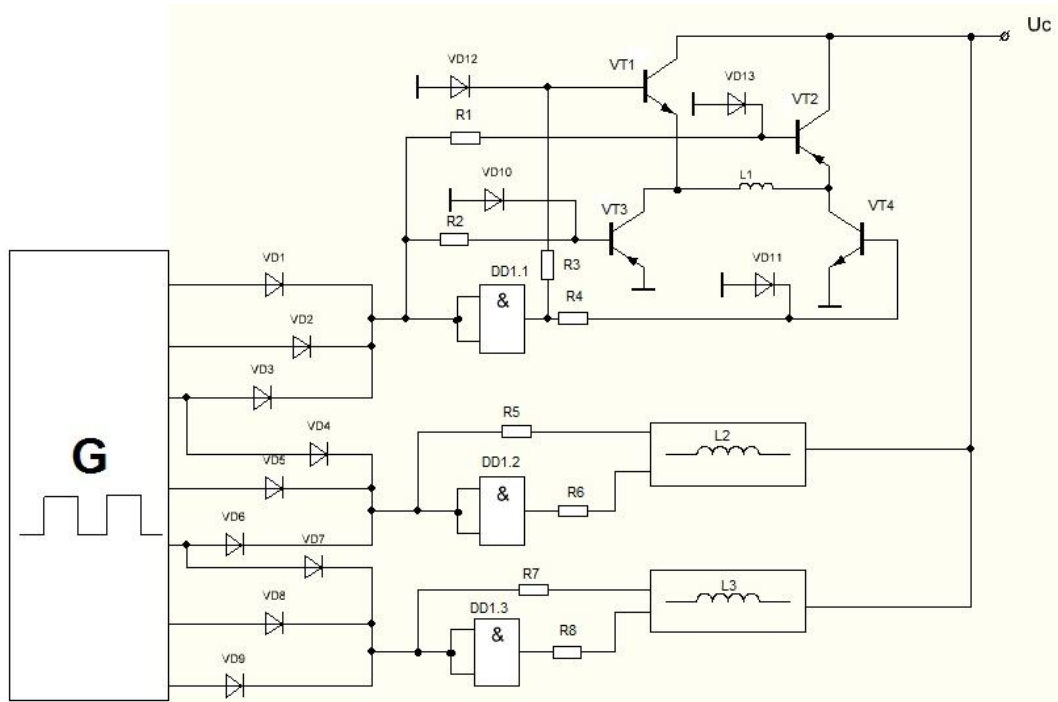 Uc
VD12
VT1
VD13
VT2
R1
VD10
L1
R2
VT3
VT4
VD1
DD1.1
R3
VD11
&
R4
VD2
VD3
R5
VD4
L2
G
VD5
DD1.2
&
R6
VD6
VD7
R7
L3
VD8
DD1.3
&
R8
VD9